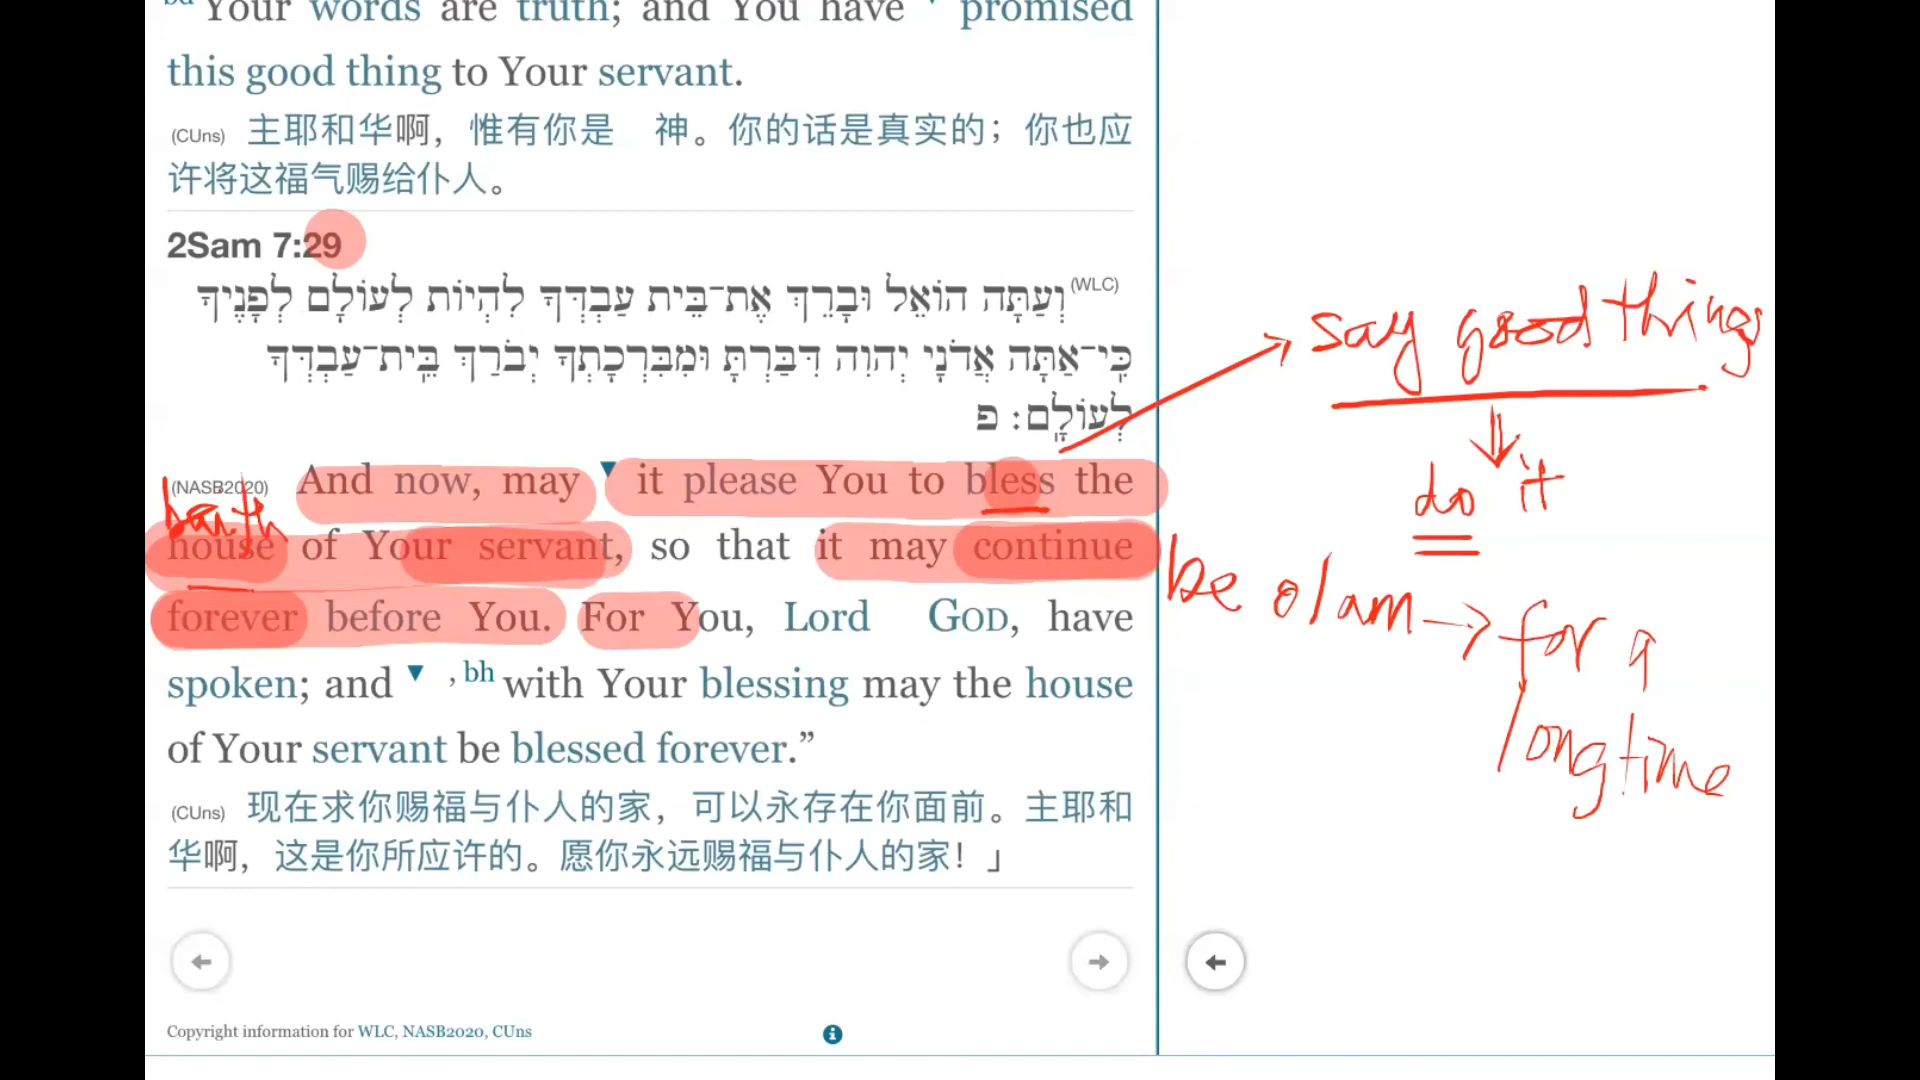 bd Your words are truth; and You have ▼ promised
this good thing to Your servant.
(CUns) 主耶和华啊，惟有你是　神。你的话是真实的；你也应
许将这福气赐给仆人。
2Sam 7:29
(WLC) וְעַתָּה הוֹאֵל וּבָרֵךְ אֶת־בֵּית עַבְדְּךָ לִהְיוֹת לְעוֹלָם לְפָנֶיךָ
כִּי־אַתָּה אֲדֹנָי יְהוִה דִּבַּרְתָּ וּמִבִּרְכָתְךָ יְבֹרַךְ בֵּית־עַבְדְּךָ
לְעוֹלָם׃ פ
(NASB2020) And now, may ▼ it please You to bless the
house of Your servant, so that it may continue
forever before You. For You, Lord GOD, have
spoken; and ▼ , bh with Your blessing may the house
of Your servant be blessed forever.”
(CUns) 现在求你赐福与仆人的家，可以永存在你面前。主耶和
华啊，这是你所应许的。愿你永远赐福与仆人的家！」
Copyright information for WLC, NASB2020, CUns
baith
say good things
do it
be olam → for a
long time